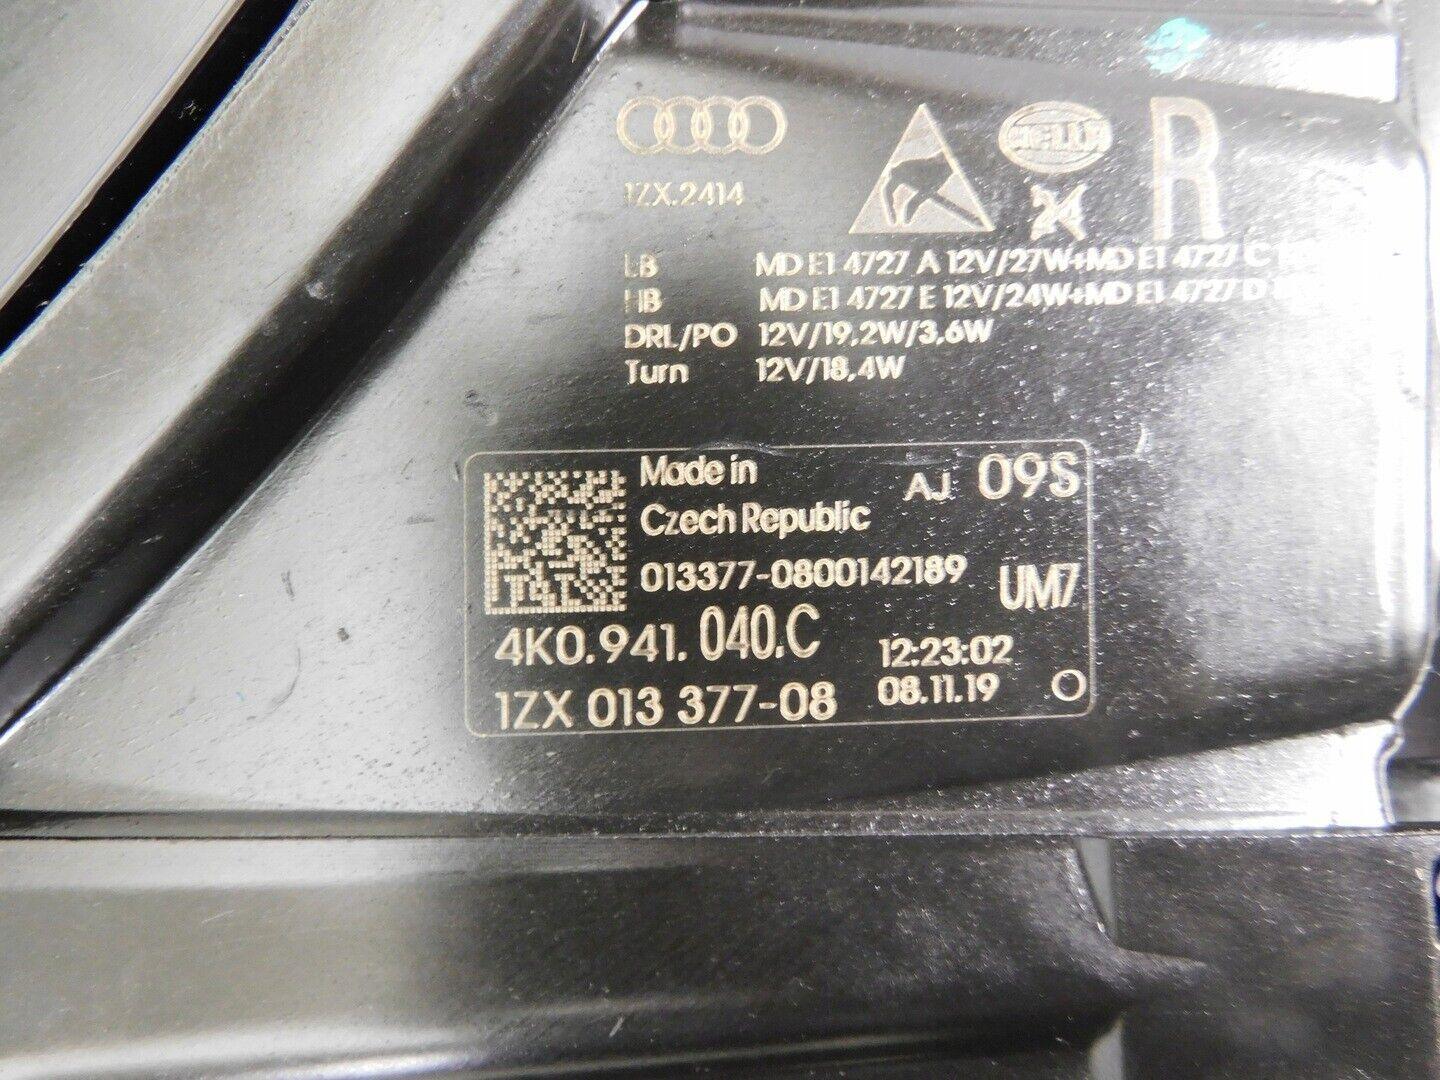 1ZX.2414
HELLA
R
24
LB MD E1 4727 A 12V/27W+MD E1 4727 C
HB MD E1 4727 E 12V/24W+MD E1 4727 D
DRL/PO 12V/19,2W/3,6W
Turn 12V/18,4W
Made in AJ 09S
Czech Republic
013377-0800142189 UM7
4K0.941.040.C 12:23:02
1ZX 013 377-08 08.11.19 O